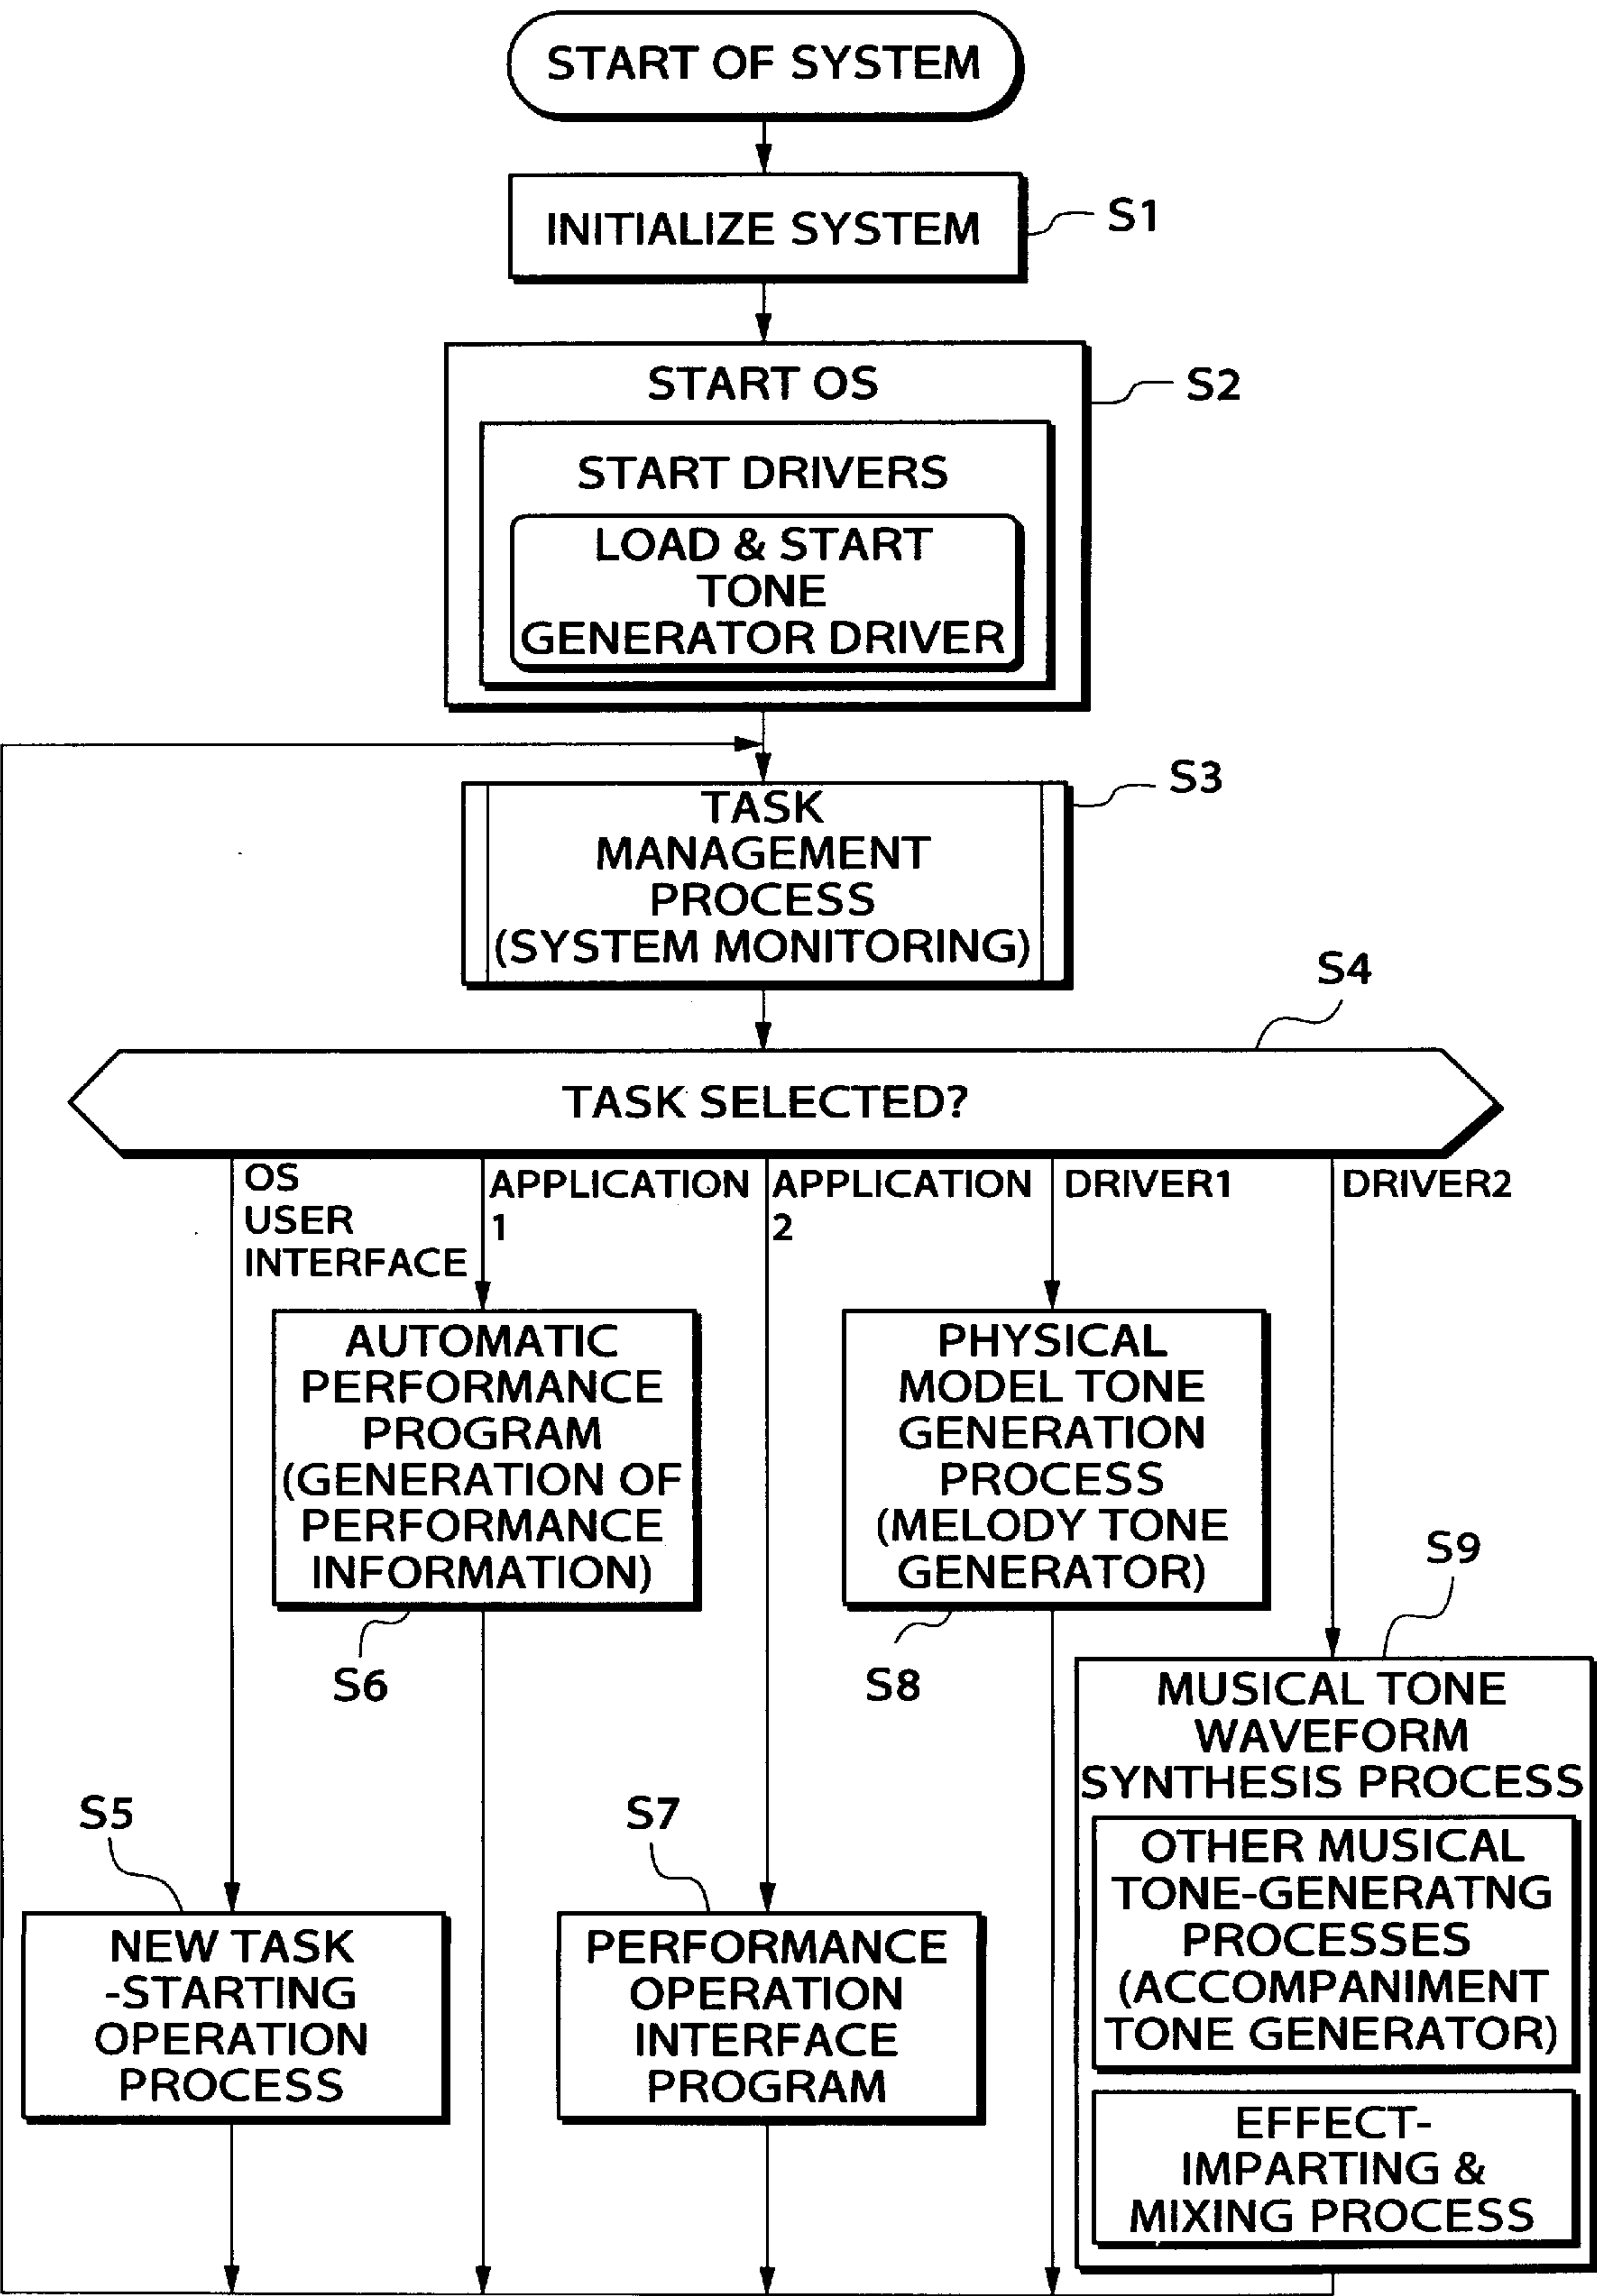 START OF SYSTEM
INITIALIZE SYSTEM
S1
START OS
S2
START DRIVERS
LOAD & START
TONE
GENERATOR DRIVER
S3
TASK
MANAGEMENT
PROCESS
(SYSTEM MONITORING)
S4
TASK SELECTED?
OS
USER
INTERFACE
APPLICATION
1
APPLICATION
2
DRIVER1
DRIVER2
AUTOMATIC
PERFORMANCE
PROGRAM
(GENERATION OF
PERFORMANCE
INFORMATION)
S6
PHYSICAL
MODEL TONE
GENERATION
PROCESS
(MELODY TONE
GENERATOR)
S8
S9
MUSICAL TONE
WAVEFORM
SYNTHESIS PROCESS
OTHER MUSICAL
TONE-GENERATNG
PROCESSES
(ACCOMPANIMENT
TONE GENERATOR)
EFFECT-
IMPARTING &
MIXING PROCESS
S5
NEW TASK
-STARTING
OPERATION
PROCESS
S7
PERFORMANCE
OPERATION
INTERFACE
PROGRAM